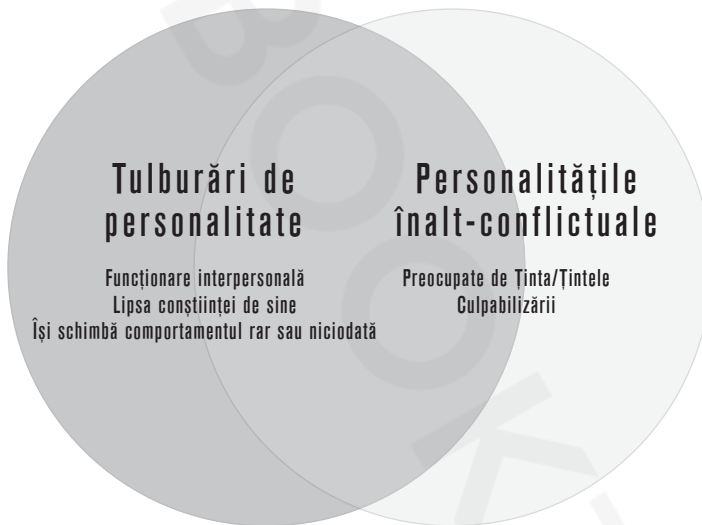 Tulburări de
personalitate
Funcționare interpersonală
Lipsa conștiinței de sine
Își schimbă comportamentul rar sau niciodată
Personalitățile
înalt-conflictuale
Preocupate de Ținta/Țintele
Culpabilizării
BOOK